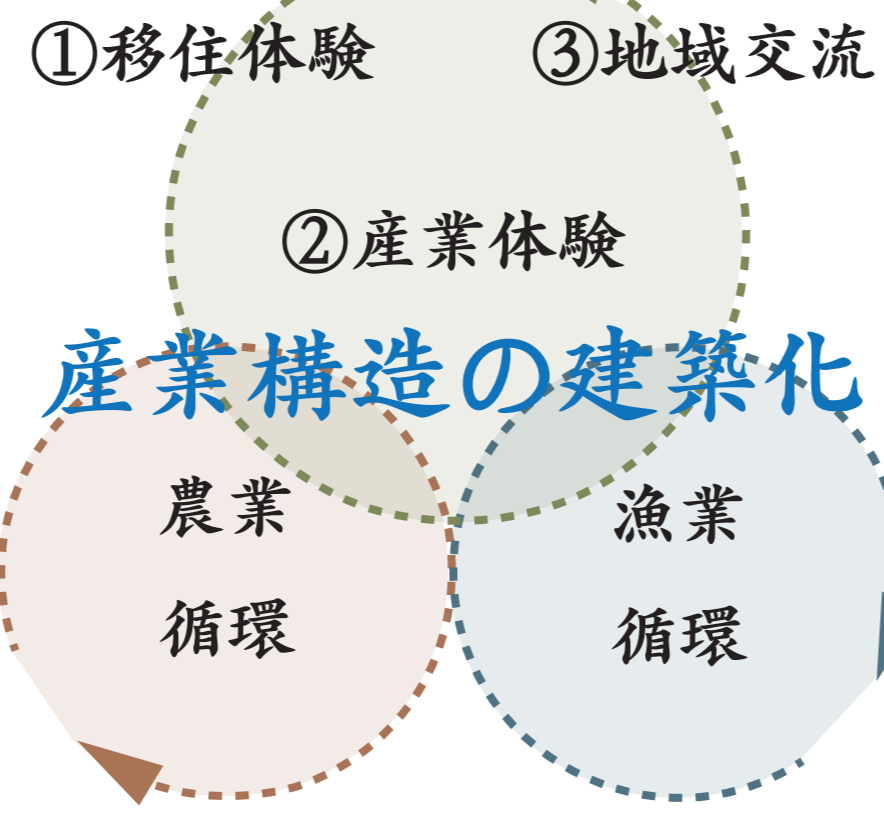 ①移住体験
③地域交流
②産業体験
産業構造の建築化
農業
循環
漁業
循環